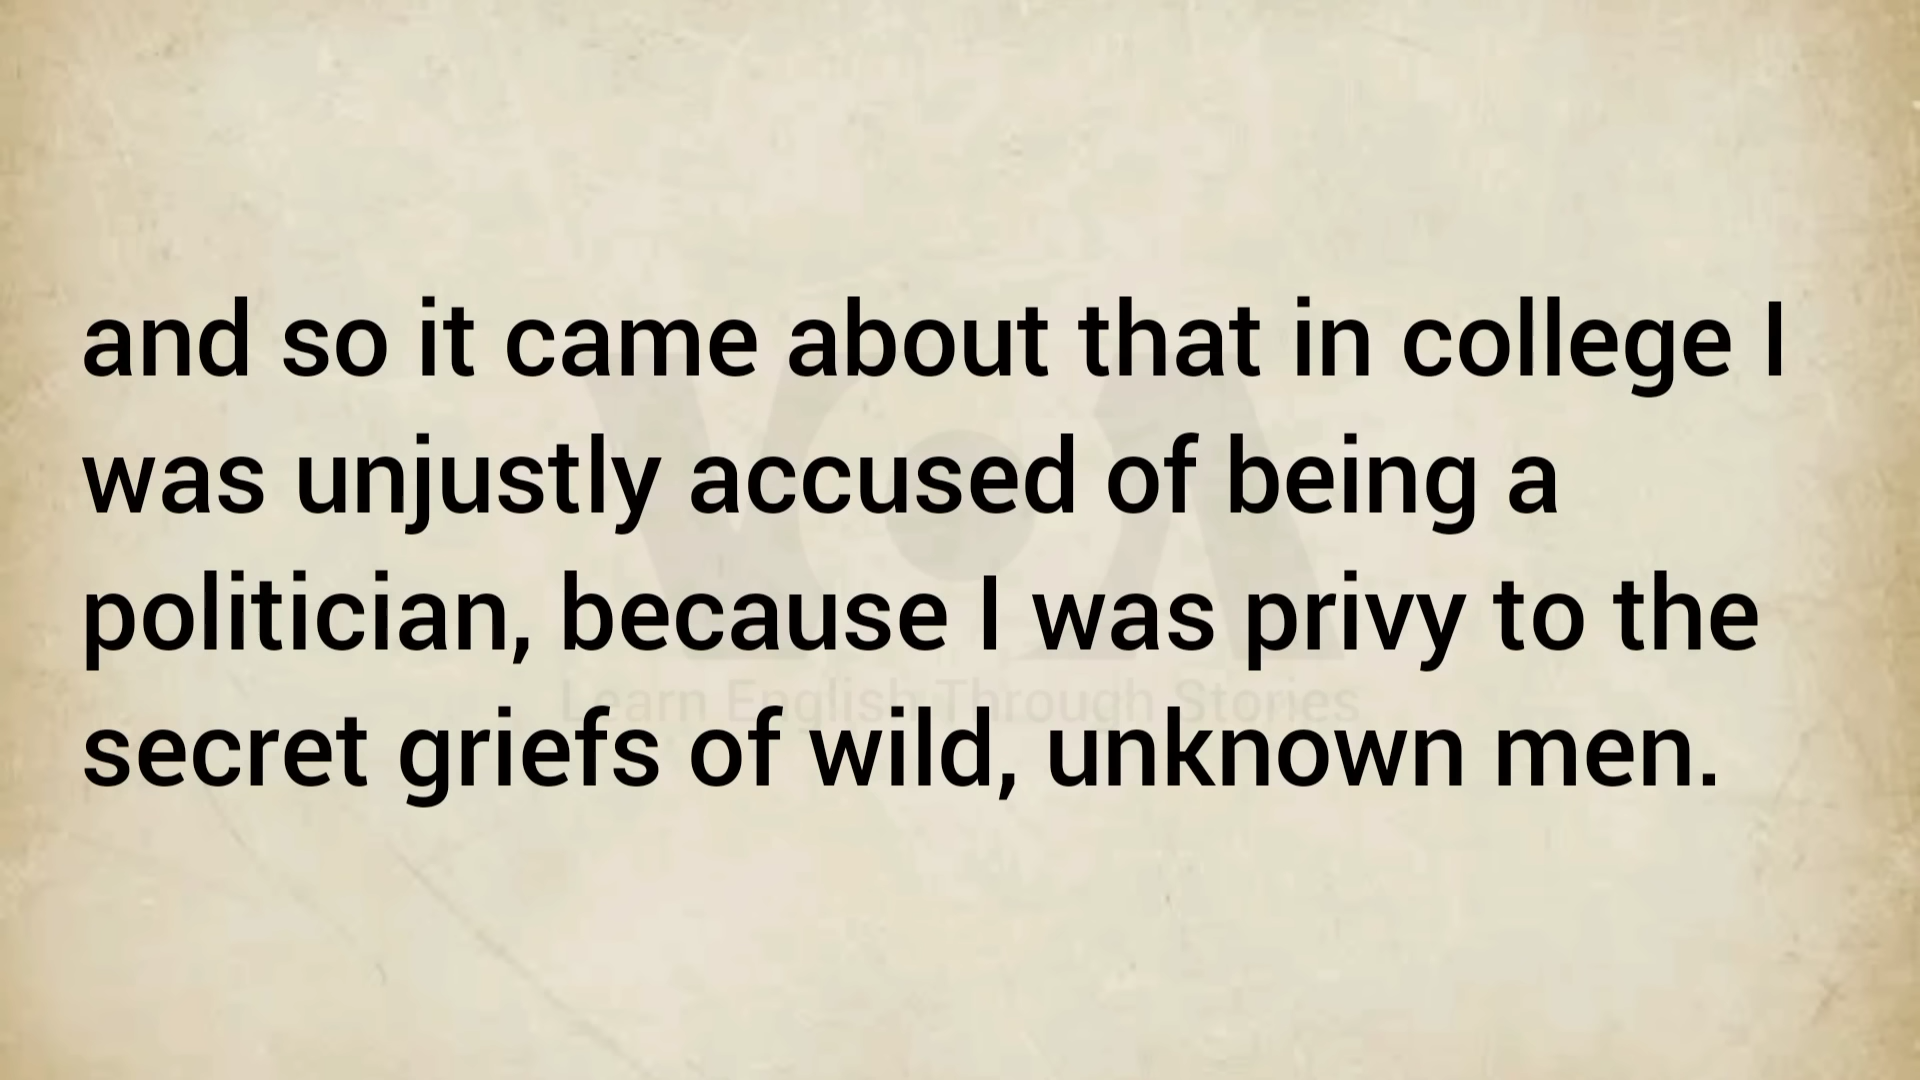 and so it came about that in college I
was unjustly accused of being a
politician, because I was privy to the
secret griefs of wild, unknown men.
VOA
Learn English Through Stories